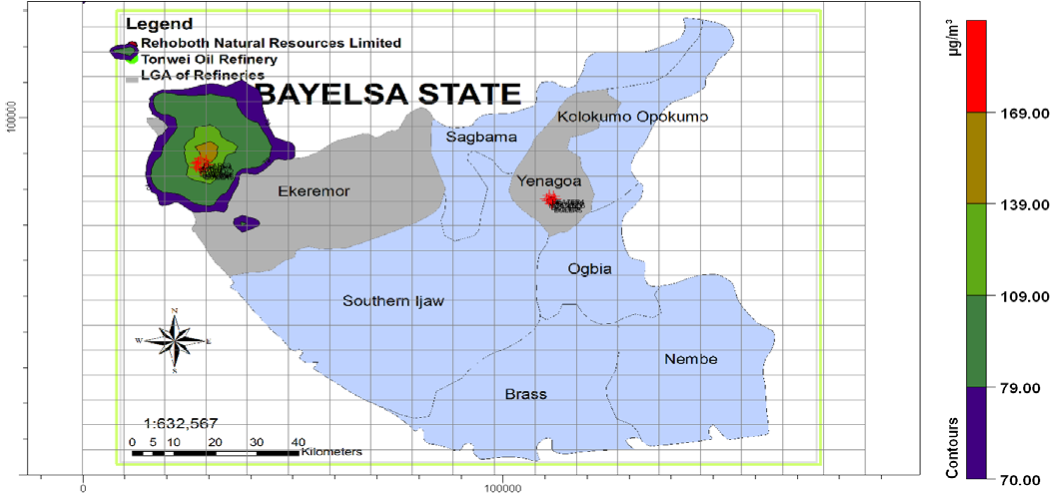 Legend
Rehoboth Natural Resources Limited
Tonwei Oil Refinery
LGA of Refineries
BAYELSA STATE
Kolokumo Opokumo
Sagbama
Yenagoa
Ekeremor
Ogbia
Southern Ijaw
Nembe
Brass
N
W E
S
1:632,567
0 5 10 20 30 40
Kilometers
100000
0
100000
µg/m³
169.00
139.00
109.00
79.00
70.00
Contours